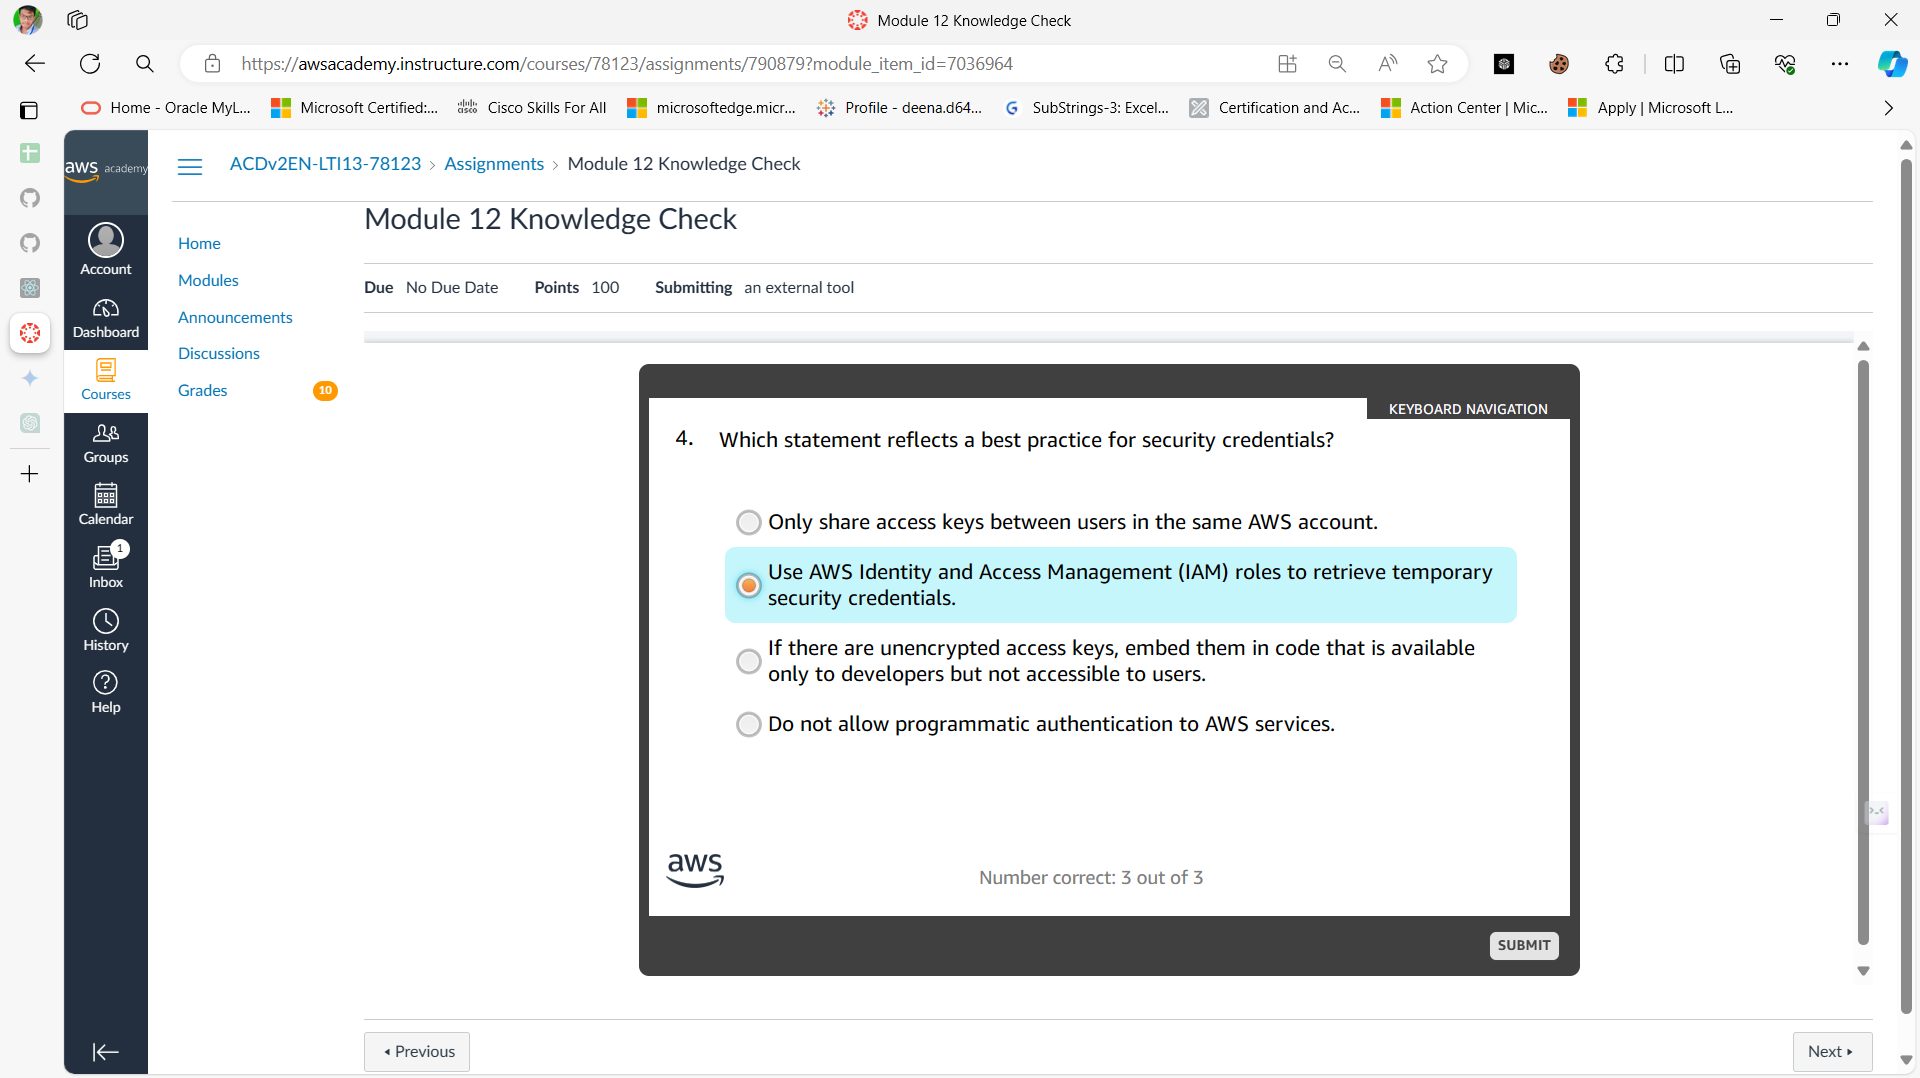 Module 12 Knowledge Check
https://awsacademy.instructure.com/courses/78123/assignments/790879?module_item_id=7036964
Home - Oracle MyL...
Microsoft Certified:...
Cisco Skills For All
microsoftedge.micr...
Profile - deena.d64...
SubStrings-3: Excel...
Certification and Ac...
Action Center | Mic...
Apply | Microsoft L...
aws academy
ACDv2EN-LTI13-78123 › Assignments › Module 12 Knowledge Check
Account
Dashboard
Courses
Groups
Calendar
1
Inbox
History
Help
Home
Modules
Announcements
Discussions
Grades 10
Module 12 Knowledge Check
Due No Due Date Points 100 Submitting an external tool
KEYBOARD NAVIGATION
4. Which statement reflects a best practice for security credentials?
Only share access keys between users in the same AWS account.
Use AWS Identity and Access Management (IAM) roles to retrieve temporary
security credentials.
If there are unencrypted access keys, embed them in code that is available
only to developers but not accessible to users.
Do not allow programmatic authentication to AWS services.
aws
Number correct: 3 out of 3
SUBMIT
Previous
Next